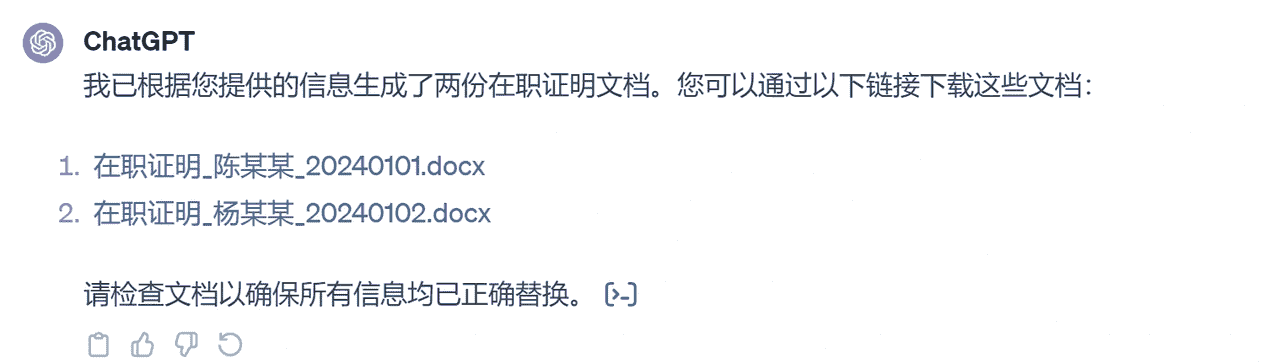 ChatGPT
我已根据您提供的信息生成了两份在职证明文档。您可以通过以下链接下载这些文档：
1. 在职证明_陈某某_20240101.docx
2. 在职证明_杨某某_20240102.docx
请检查文档以确保所有信息均已正确替换。 [>-]